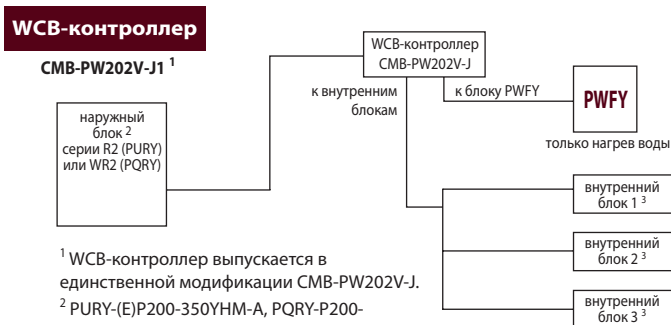 WCB-контроллер
CMB-PW202V-J1 ¹
WCB-контроллер
CMB-PW202V-J
к внутренним
блокам
к блоку PWFY
PWFY
только нагрев воды
наружный
блок ²
серии R2 (PURY)
или WR2 (PQRY)
внутренний
блок 1 ³
внутренний
блок 2 ³
внутренний
блок 3 ³
¹ WCB-контроллер выпускается в
единственной модификации CMB-PW202V-J.
² PURY-(E)P200-350YHM-A, PQRY-P200-